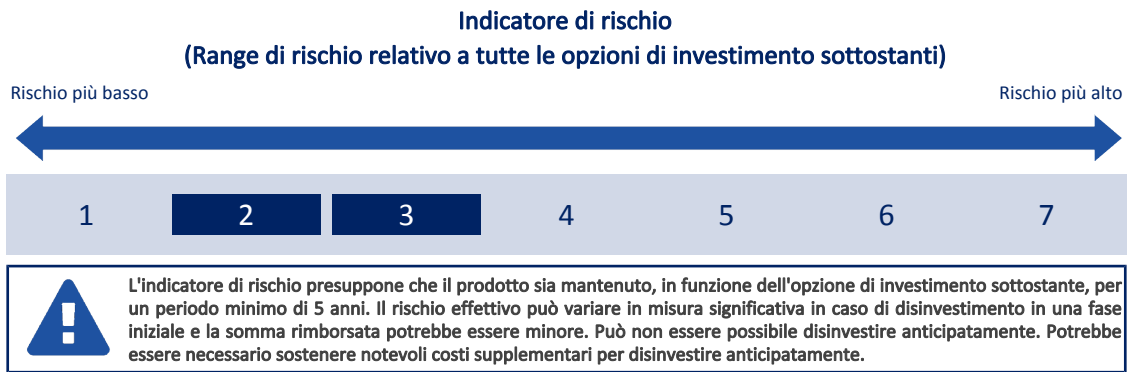 Indicatore di rischio
(Range di rischio relativo a tutte le opzioni di investimento sottostanti)
Rischio più basso
Rischio più alto
1 2 3 4 5 6 7
L'indicatore di rischio presuppone che il prodotto sia mantenuto, in funzione dell'opzione di investimento sottostante, per
un periodo minimo di 5 anni. Il rischio effettivo può variare in misura significativa in caso di disinvestimento in una fase
iniziale e la somma rimborsata potrebbe essere minore. Può non essere possibile disinvestire anticipatamente. Potrebbe
essere necessario sostenere notevoli costi supplementari per disinvestire anticipatamente.